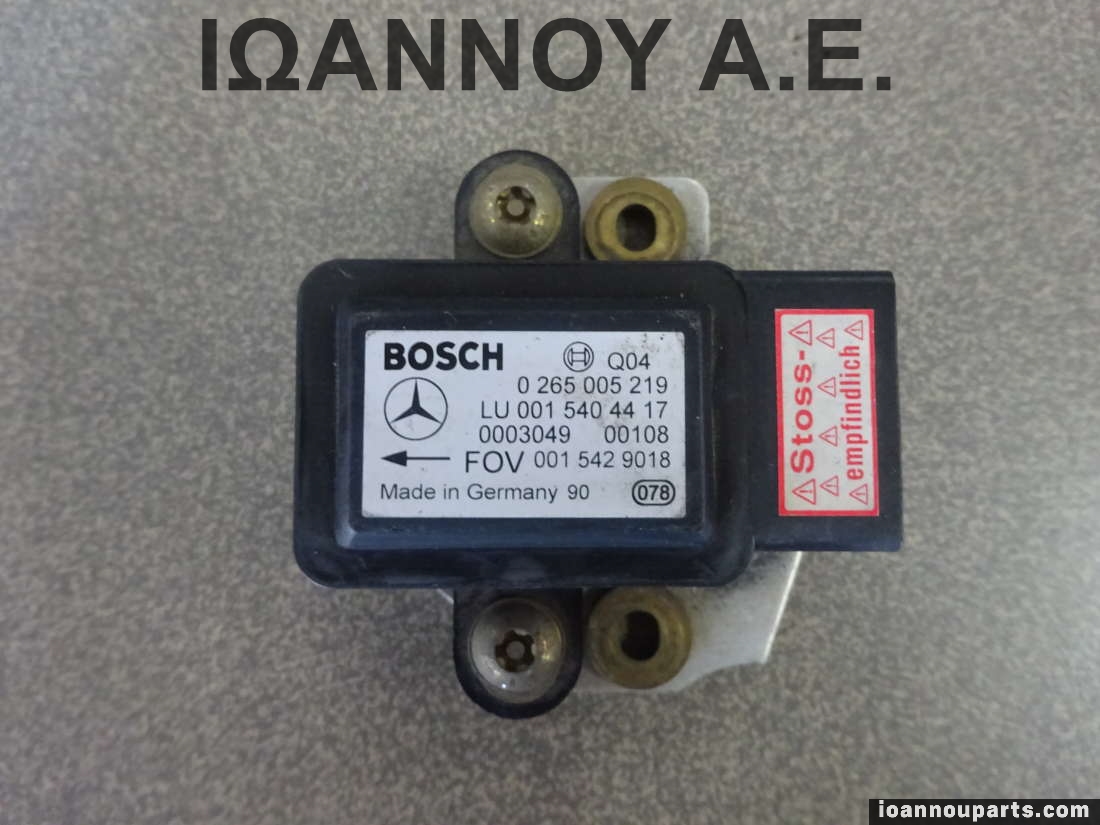 ΙΩΑΝΝΟΥ Α.Ε.
BOSCH Q04
0 265 005 219
LU 001 540 44 17
0003049 00108
FOV 001 542 9018
Made in Germany 90 078
Stoss-
empfindlich
ioannouparts.com